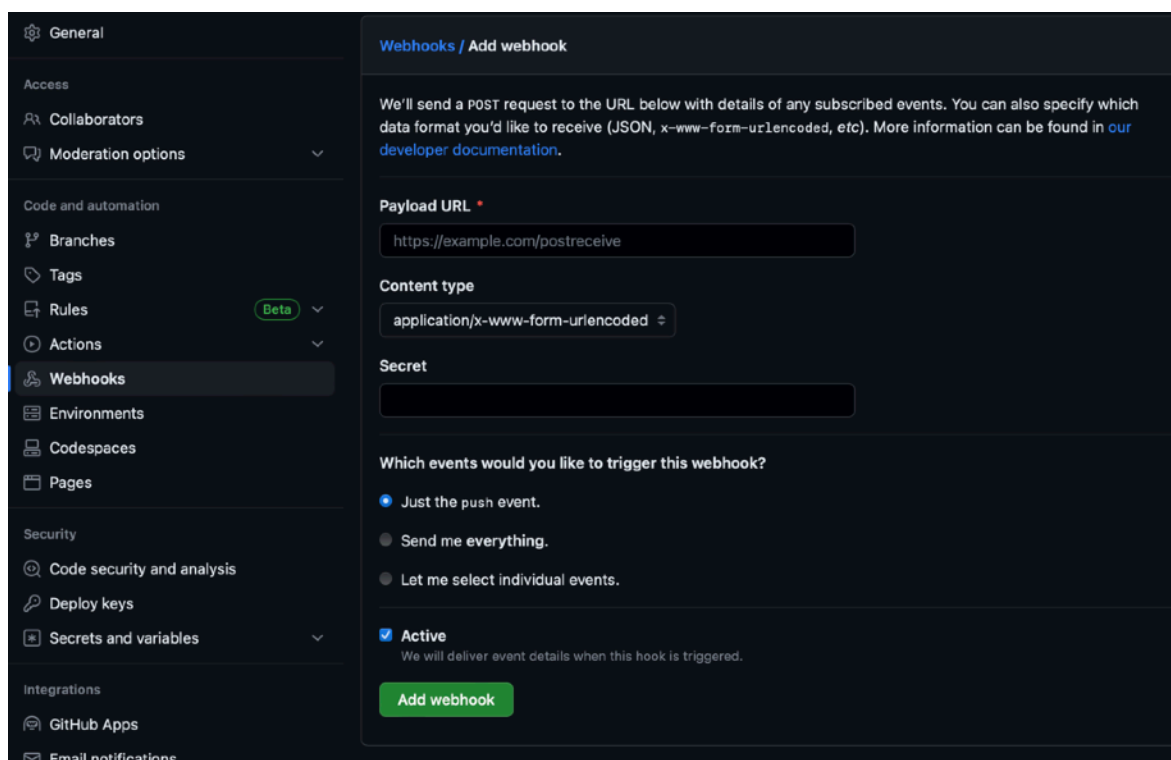 General
Access
Collaborators
Moderation options
Code and automation
Branches
Tags
Rules Beta
Actions
Webhooks
Environments
Codespaces
Pages
Security
Code security and analysis
Deploy keys
Secrets and variables
Integrations
GitHub Apps
Email notifications
Webhooks / Add webhook
We'll send a POST request to the URL below with details of any subscribed events. You can also specify which
data format you'd like to receive (JSON, x-www-form-urlencoded, etc). More information can be found in our
developer documentation.
Payload URL *
https://example.com/postreceive
Content type
application/x-www-form-urlencoded
Secret
Which events would you like to trigger this webhook?
Just the push event.
Send me everything.
Let me select individual events.
Active
We will deliver event details when this hook is triggered.
Add webhook